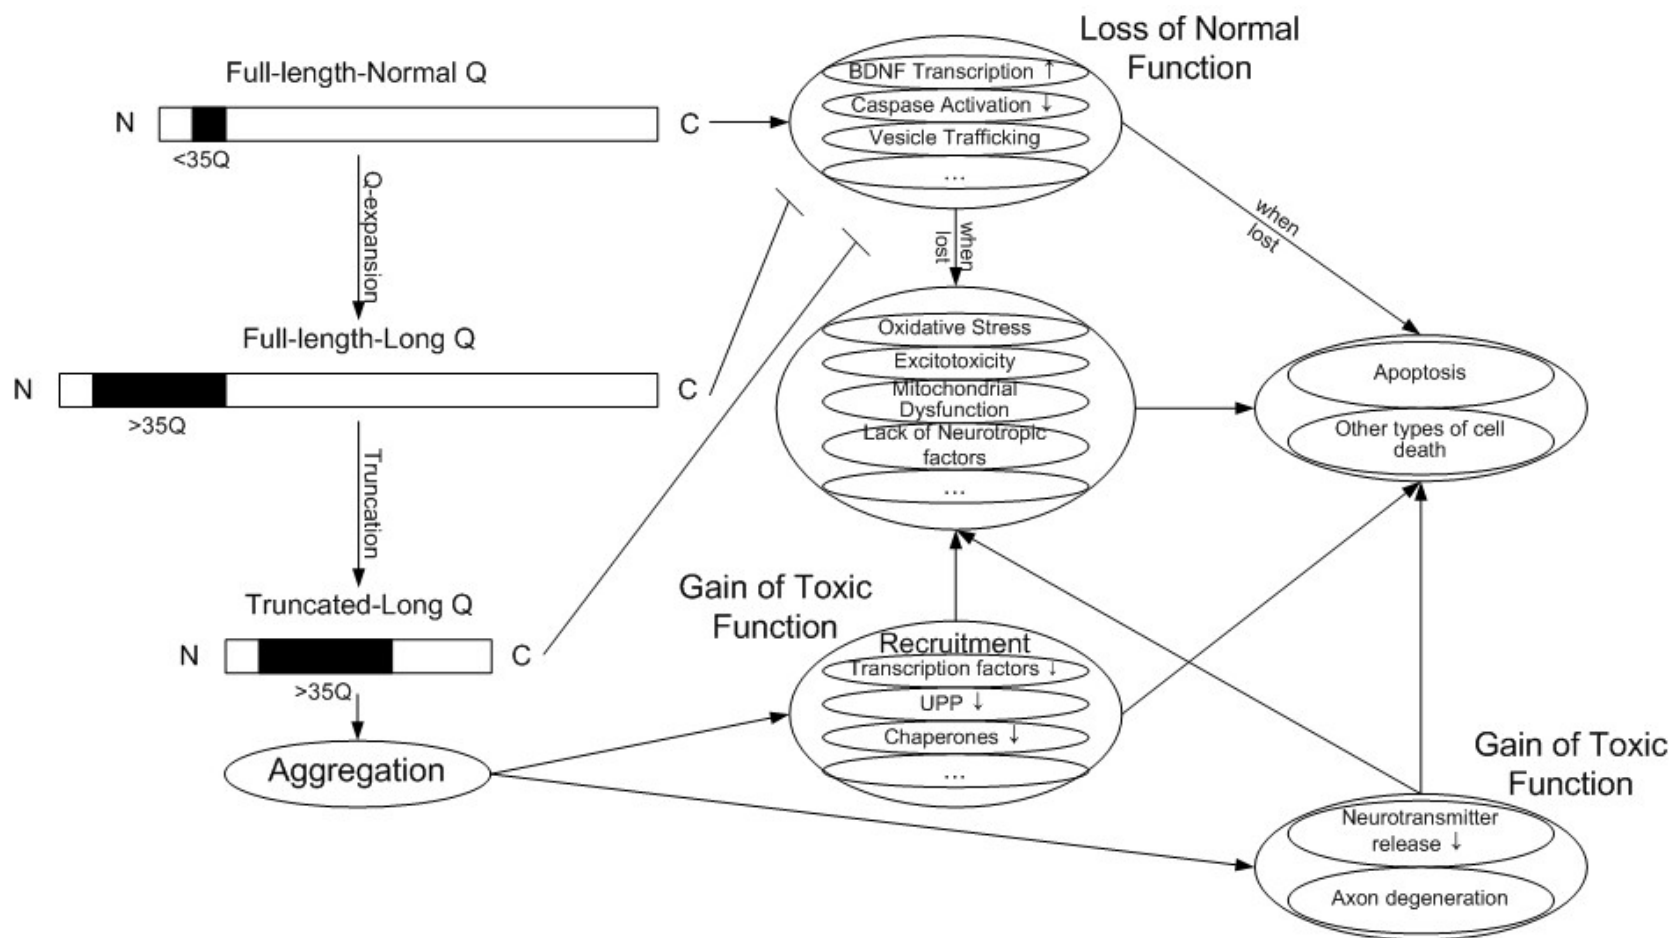 Full-length-Normal Q
N
C
<35Q
Q-expansion
Full-length-Long Q
N
C
>35Q
Truncation
Truncated-Long Q
N
C
>35Q
Aggregation
Loss of Normal
Function
BDNF Transcription ↑
Caspase Activation ↓
Vesicle Trafficking
...
when
lost
when
lost
Oxidative Stress
Excitotoxicity
Mitochondrial
Dysfunction
Lack of Neurotropic
factors
...
Apoptosis
Other types of cell
death
Gain of Toxic
Function
Recruitment
Transcription factors ↓
UPP ↓
Chaperones ↓
...
Gain of Toxic
Function
Neurotransmitter
release ↓
Axon degeneration